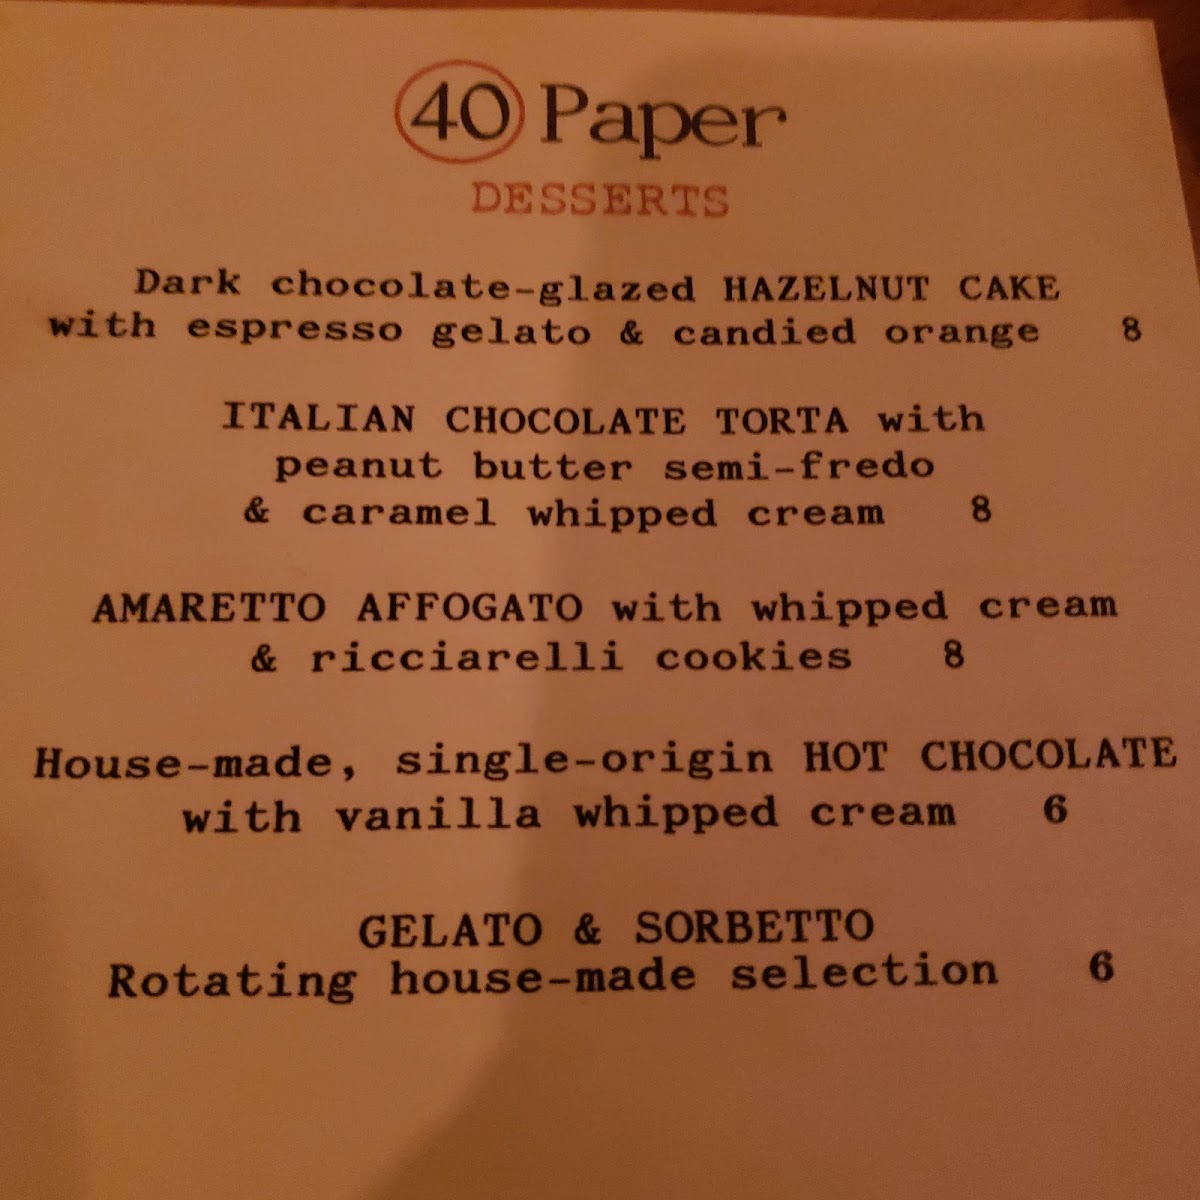 40 Paper
DESSERTS
Dark chocolate-glazed HAZELNUT CAKE
with espresso gelato & candied orange 8
ITALIAN CHOCOLATE TORTA with
peanut butter semi-fredo
& caramel whipped cream 8
AMARETTO AFFOGATO with whipped cream
& ricciarelli cookies 8
House-made, single-origin HOT CHOCOLATE
with vanilla whipped cream 6
GELATO & SORBETTO
Rotating house-made selection 6